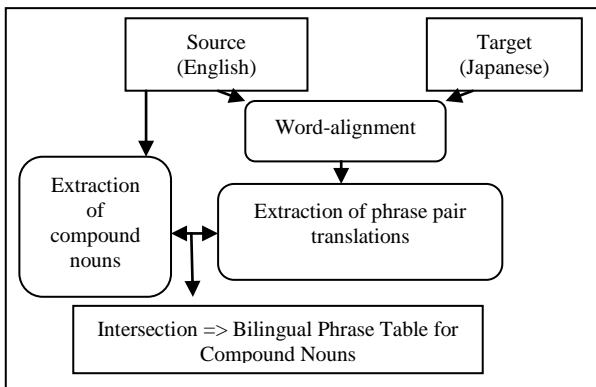 Source
(English)
Target
(Japanese)
Word-alignment
Extraction
of
compound
nouns
Extraction of phrase pair
translations
Intersection => Bilingual Phrase Table for
Compound Nouns